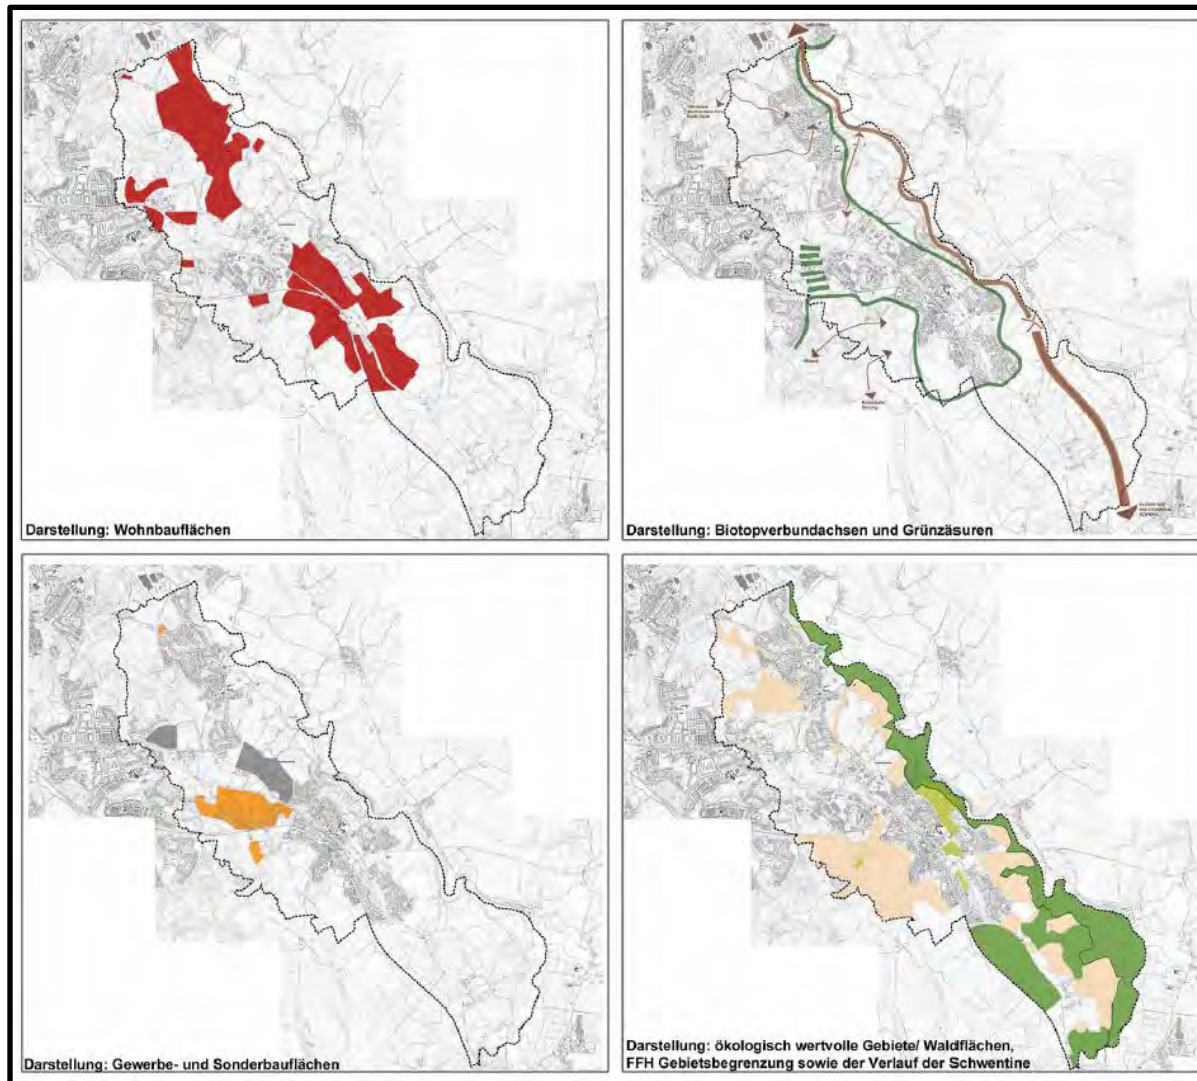 Darstellung: Wohnbauflächen
Darstellung: Biotopverbundachsen und Grünzäsuren
Darstellung: Gewerbe- und Sonderbauflächen
Darstellung: ökologisch wertvolle Gebiete/ Waldflächen,
FFH Gebietsbegrenzung sowie der Verlauf der Schwentine